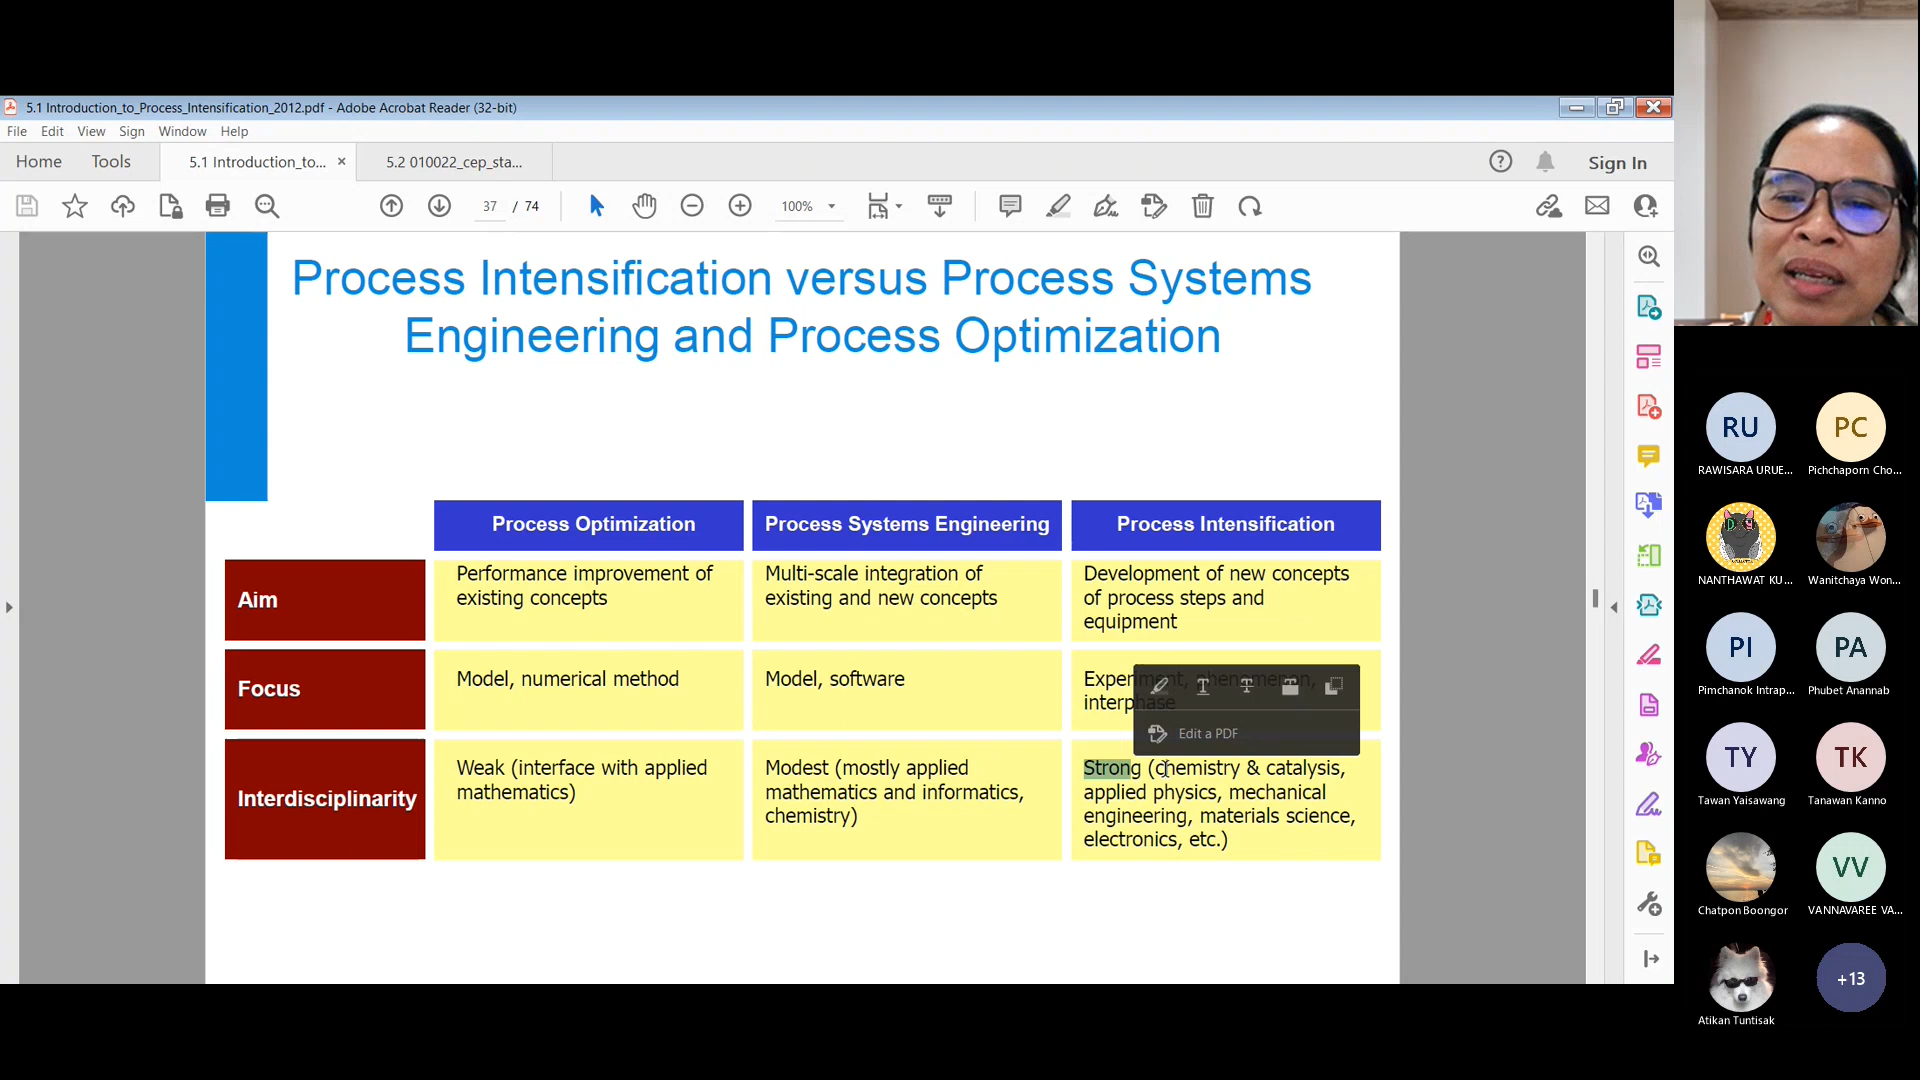 5.1 Introduction_to_Process_Intensification_2012.pdf - Adobe Acrobat Reader (32-bit)
File Edit View Sign Window Help
Home Tools 5.1 Introduction_to... × 5.2 010022_cep_sta... Sign In
37 / 74 100%
Process Intensification versus Process Systems
Engineering and Process Optimization
Process Optimization Process Systems Engineering Process Intensification
Aim
Performance improvement of
existing concepts
Multi-scale integration of
existing and new concepts
Development of new concepts
of process steps and
equipment
Focus
Model, numerical method
Model, software
Experiment, phenomenon,
interphase
Edit a PDF
Interdisciplinarity
Weak (interface with applied
mathematics)
Modest (mostly applied
mathematics and informatics,
chemistry)
Strong (chemistry & catalysis,
applied physics, mechanical
engineering, materials science,
electronics, etc.)
RU PC
RAWISARA URUE... Pichchaporn Cho...
NANTHAWAT KU... Wanitchaya Won...
PI PA
Pimchanok Intrap... Phubet Anannab
TY TK
Tawan Yaisawang Tanawan Kanno
VV
Chatpon Boongor VANNAVAREE VA...
+13
Atikan Tuntisak